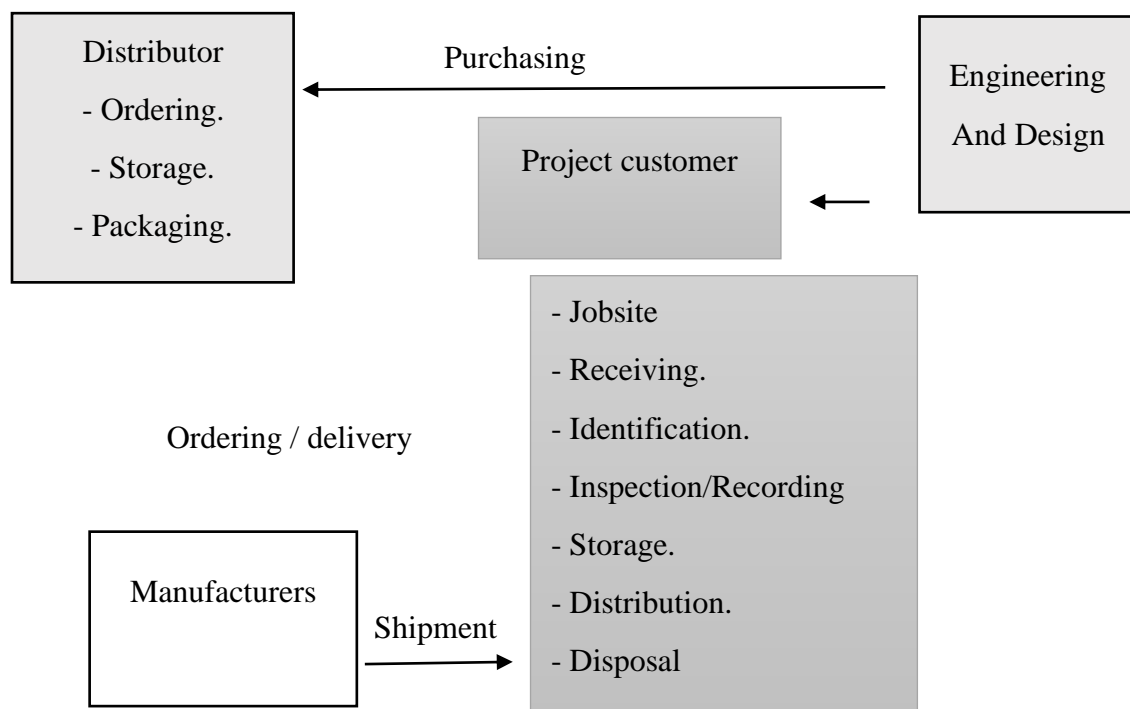 Distributor
- Ordering.
- Storage.
- Packaging.
Purchasing
Engineering
And Design
Project customer
- Jobsite
- Receiving.
- Identification.
- Inspection/Recording
- Storage.
- Distribution.
- Disposal
Ordering / delivery
Manufacturers
Shipment